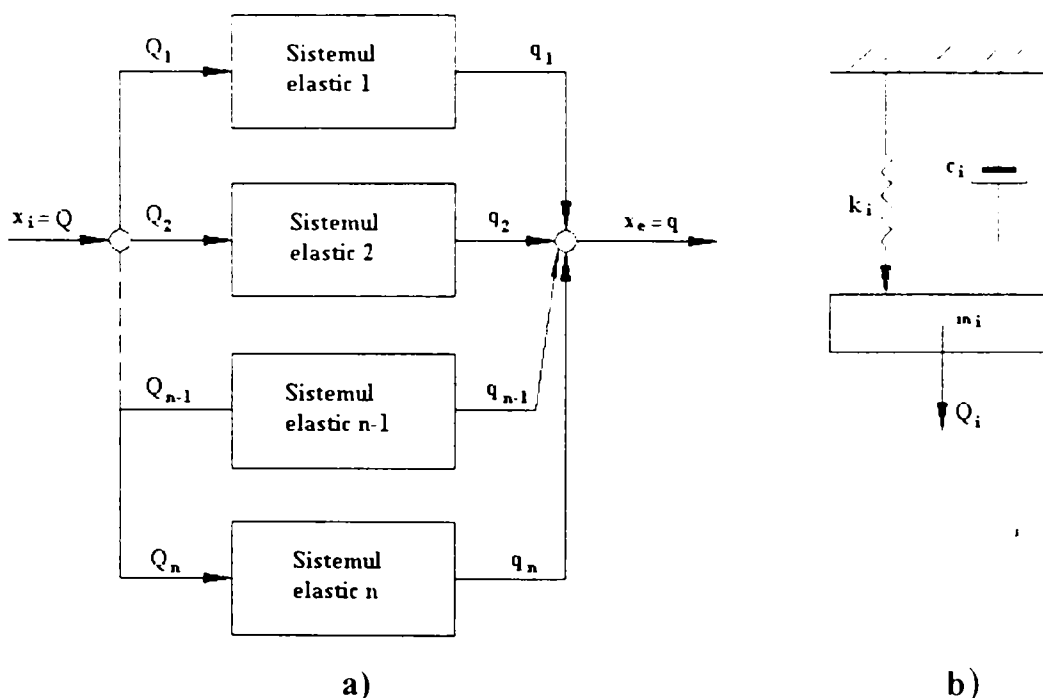 Q₁
Sistemul
elastic 1
q₁
xᵢ = Q
Q₂
Sistemul
elastic 2
q₂
xₑ = q
Qₙ₋₁
Sistemul
elastic n-1
qₙ₋₁
Qₙ
Sistemul
elastic n
qₙ
a)
kᵢ
cᵢ
mᵢ
Qᵢ
b)